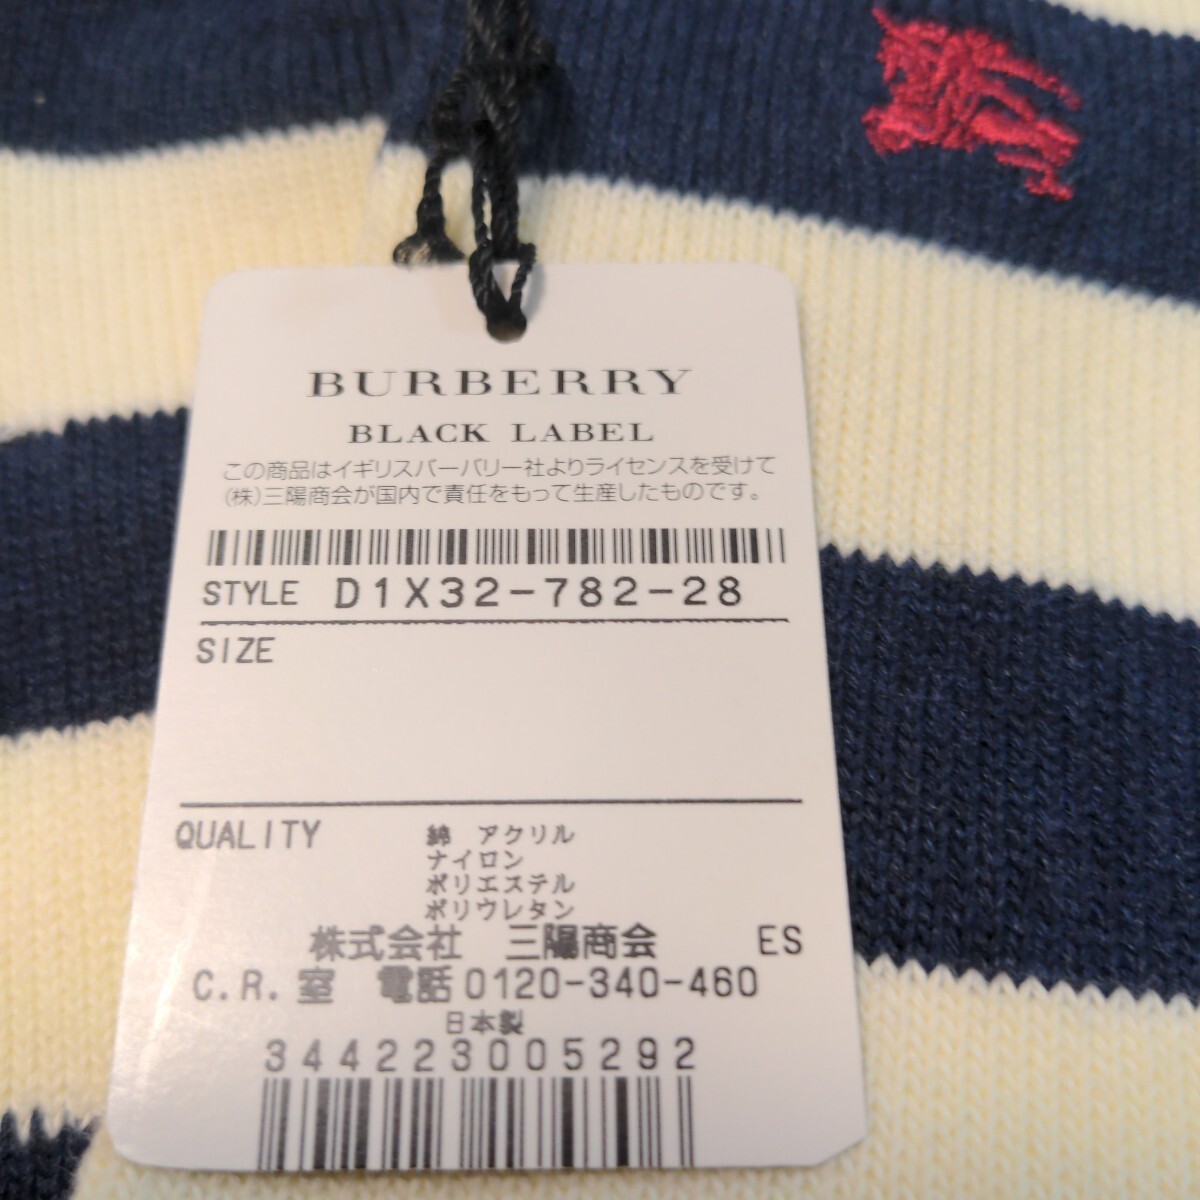 BURBERRY
BLACK LABEL
この商品はイギリスバーバリー社よりライセンスを受けて
(株)三陽商会が国内で責任をもって生産したものです。
STYLE D1X32-782-28
SIZE
QUALITY 綿 アクリル
ナイロン
ポリエステル
ポリウレタン
株式会社 三陽商会 ES
C.R.室 電話0120-340-460
日本製
344223005292